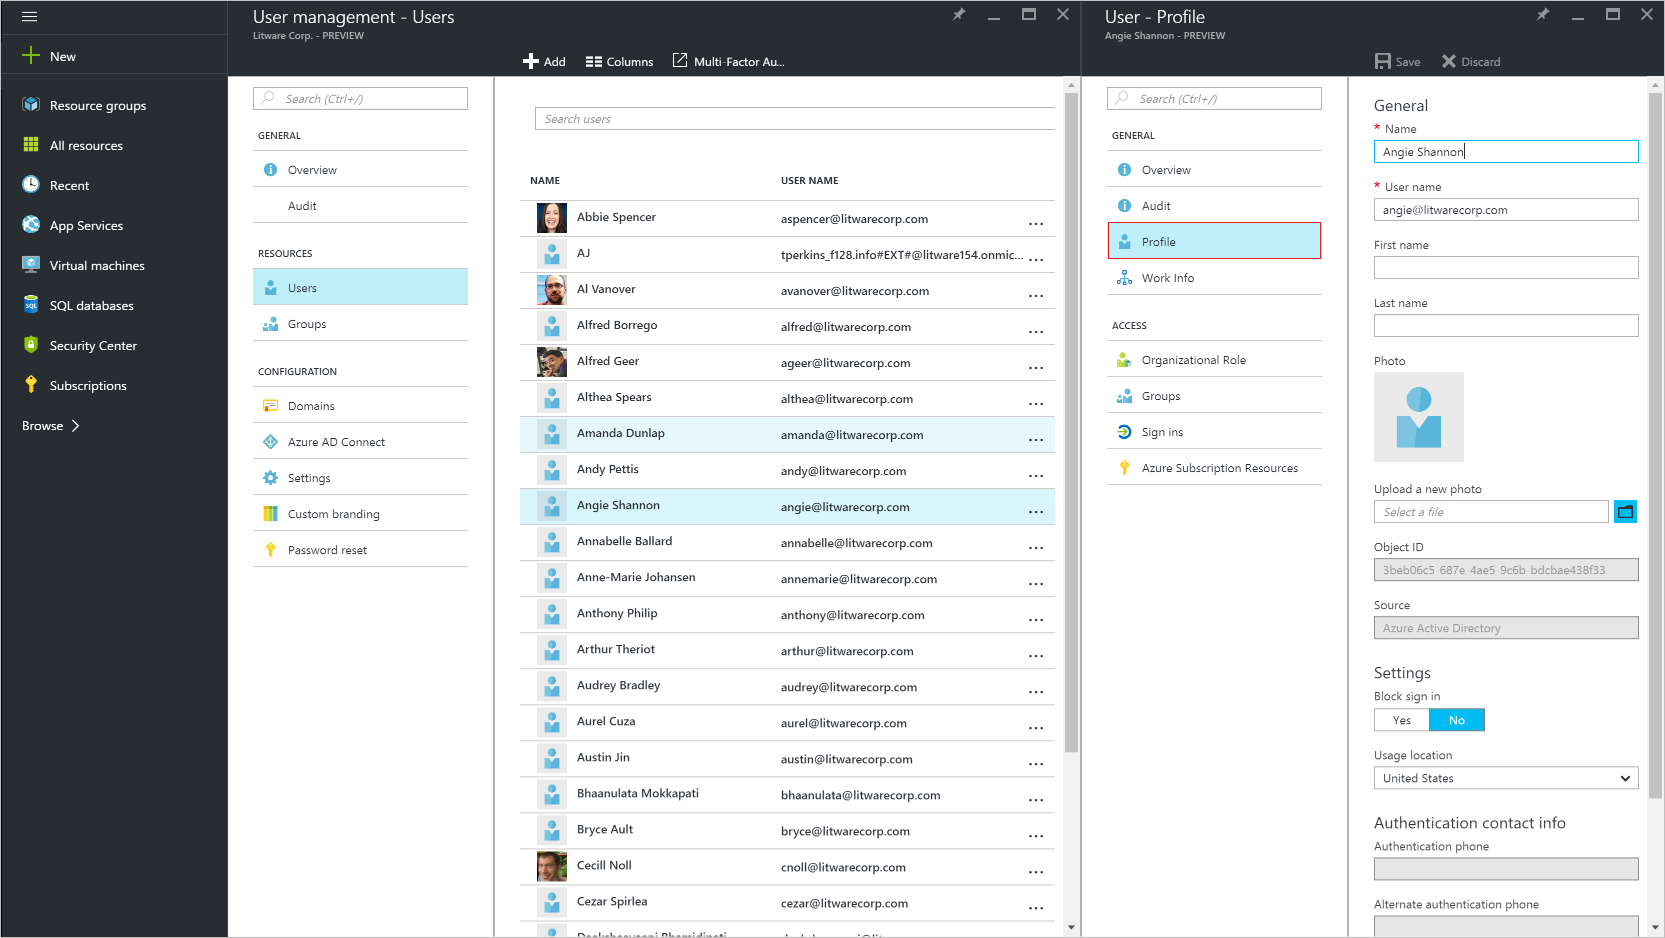 New
Resource groups
All resources
Recent
App Services
Virtual machines
SQL databases
Security Center
Subscriptions
Browse
User management - Users
Litware Corp. - PREVIEW
Add
Columns
Multi-Factor Au...
Search (Ctrl+/)
GENERAL
Overview
Audit
RESOURCES
Users
Groups
CONFIGURATION
Domains
Azure AD Connect
Settings
Custom branding
Password reset
Search users
NAME USER NAME
Abbie Spencer aspencer@litwarecorp.com ...
AJ tperkins_f128.info#EXT#@litware154.onmic... ...
Al Vanover avanover@litwarecorp.com ...
Alfred Borrego alfred@litwarecorp.com ...
Alfred Geer ageer@litwarecorp.com ...
Althea Spears althea@litwarecorp.com ...
Amanda Dunlap amanda@litwarecorp.com ...
Andy Pettis andy@litwarecorp.com ...
Angie Shannon angie@litwarecorp.com ...
Annabelle Ballard annabelle@litwarecorp.com ...
Anne-Marie Johansen annemarie@litwarecorp.com ...
Anthony Philip anthony@litwarecorp.com ...
Arthur Theriot arthur@litwarecorp.com ...
Audrey Bradley audrey@litwarecorp.com ...
Aurel Cuza aurel@litwarecorp.com ...
Austin Jin austin@litwarecorp.com ...
Bhaanulata Mokkapati bhaanulata@litwarecorp.com ...
Bryce Ault bryce@litwarecorp.com ...
Cecill Noll cnoll@litwarecorp.com ...
Cezar Spirlea cezar@litwarecorp.com ...
User - Profile
Angie Shannon - PREVIEW
Save
Discard
Search (Ctrl+/)
GENERAL
Overview
Audit
Profile
Work Info
ACCESS
Organizational Role
Groups
Sign ins
Azure Subscription Resources
General
* Name
Angie Shannon
* User name
angie@litwarecorp.com
First name
Last name
Photo
Upload a new photo
Select a file
Object ID
3beb06c5-687e-4ae5-9c6b-bdcbae438f33
Source
Azure Active Directory
Settings
Block sign in
Yes No
Usage location
United States
Authentication contact info
Authentication phone
Alternate authentication phone